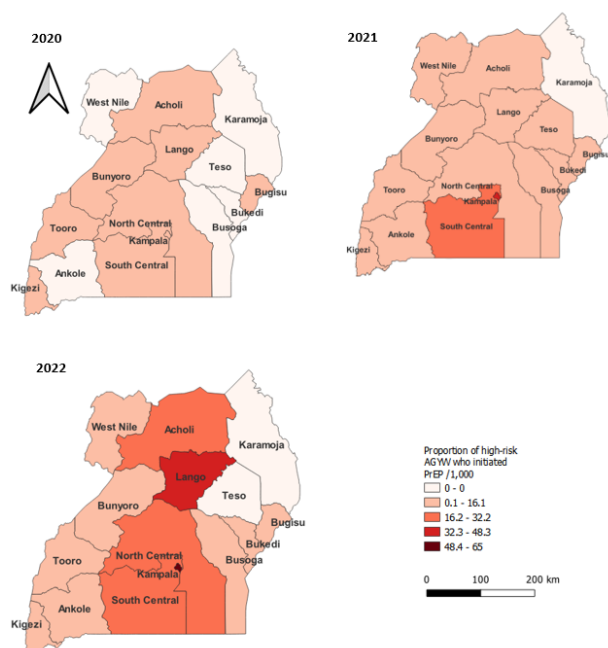 2020
West Nile
Acholi
Karamoja
Lango
Teso
Bunyoro
Bugisu
Bukedi
Busoga
Tooro
North Central
Kampala
Ankole
South Central
Kigezi
2021
West Nile
Acholi
Karamoja
Lango
Teso
Bunyoro
Bugisu
Bukedi
Busoga
Tooro
North Central
Kampala
Ankole
South Central
Kigezi
2022
West Nile
Acholi
Karamoja
Lango
Teso
Bunyoro
Bugisu
Bukedi
Busoga
Tooro
North Central
Kampala
Ankole
South Central
Kigezi
Proportion of high-risk
AGYW who initiated
PrEP /1,000
0 - 0
0.1 - 16.1
16.2 - 32.2
32.3 - 48.3
48.4 - 65
0 100 200 km